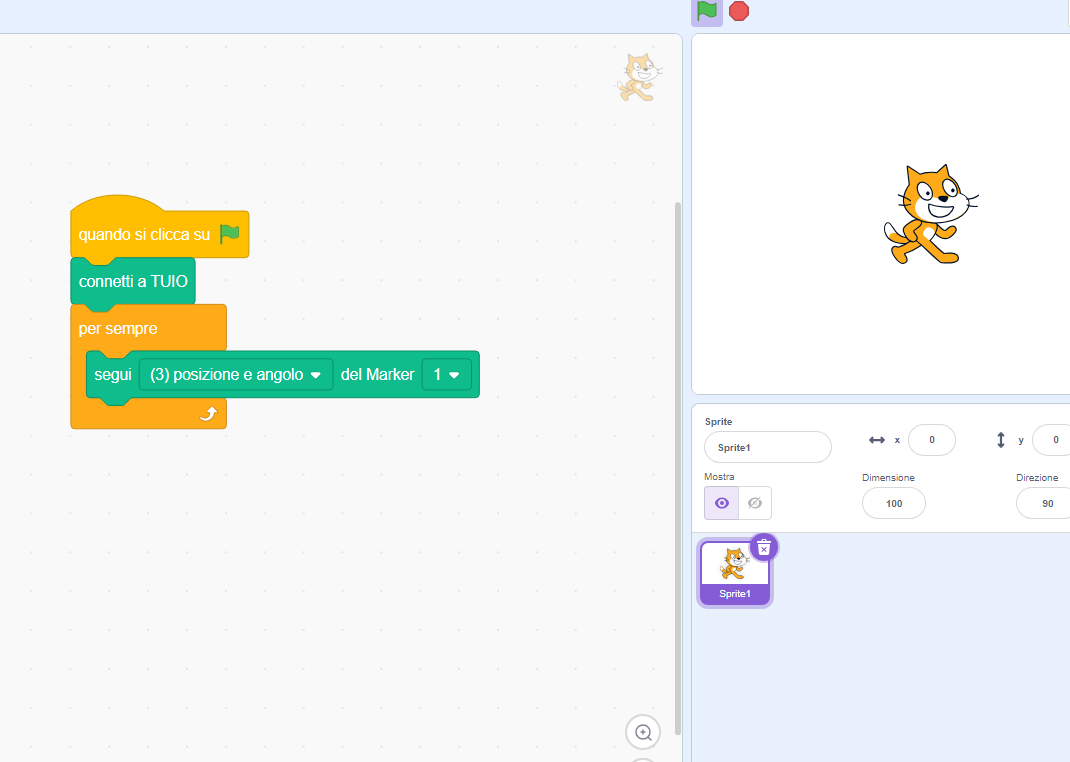 quando si clicca su
connetti a TUIO
per sempre
segui (3) posizione e angolo del Marker 1
Sprite
Sprite1 x 0 y 0
Mostra Dimensione Direzione
100 90
Sprite1